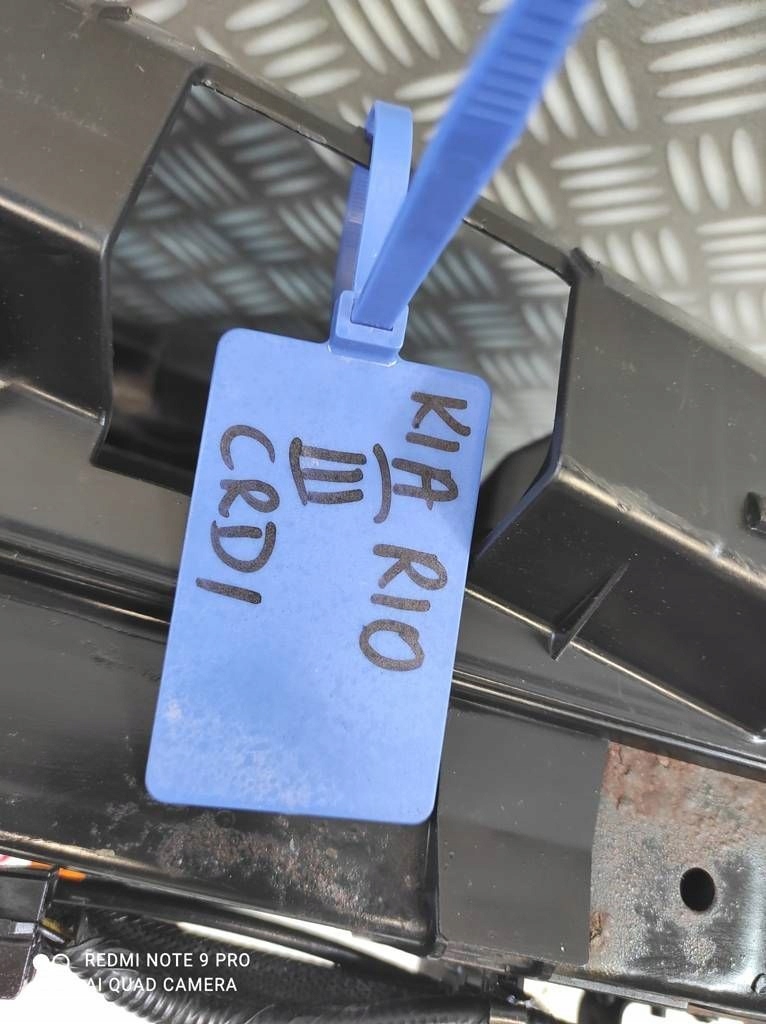 KIA RIO
III
CRDI
REDMI NOTE 9 PRO
AI QUAD CAMERA